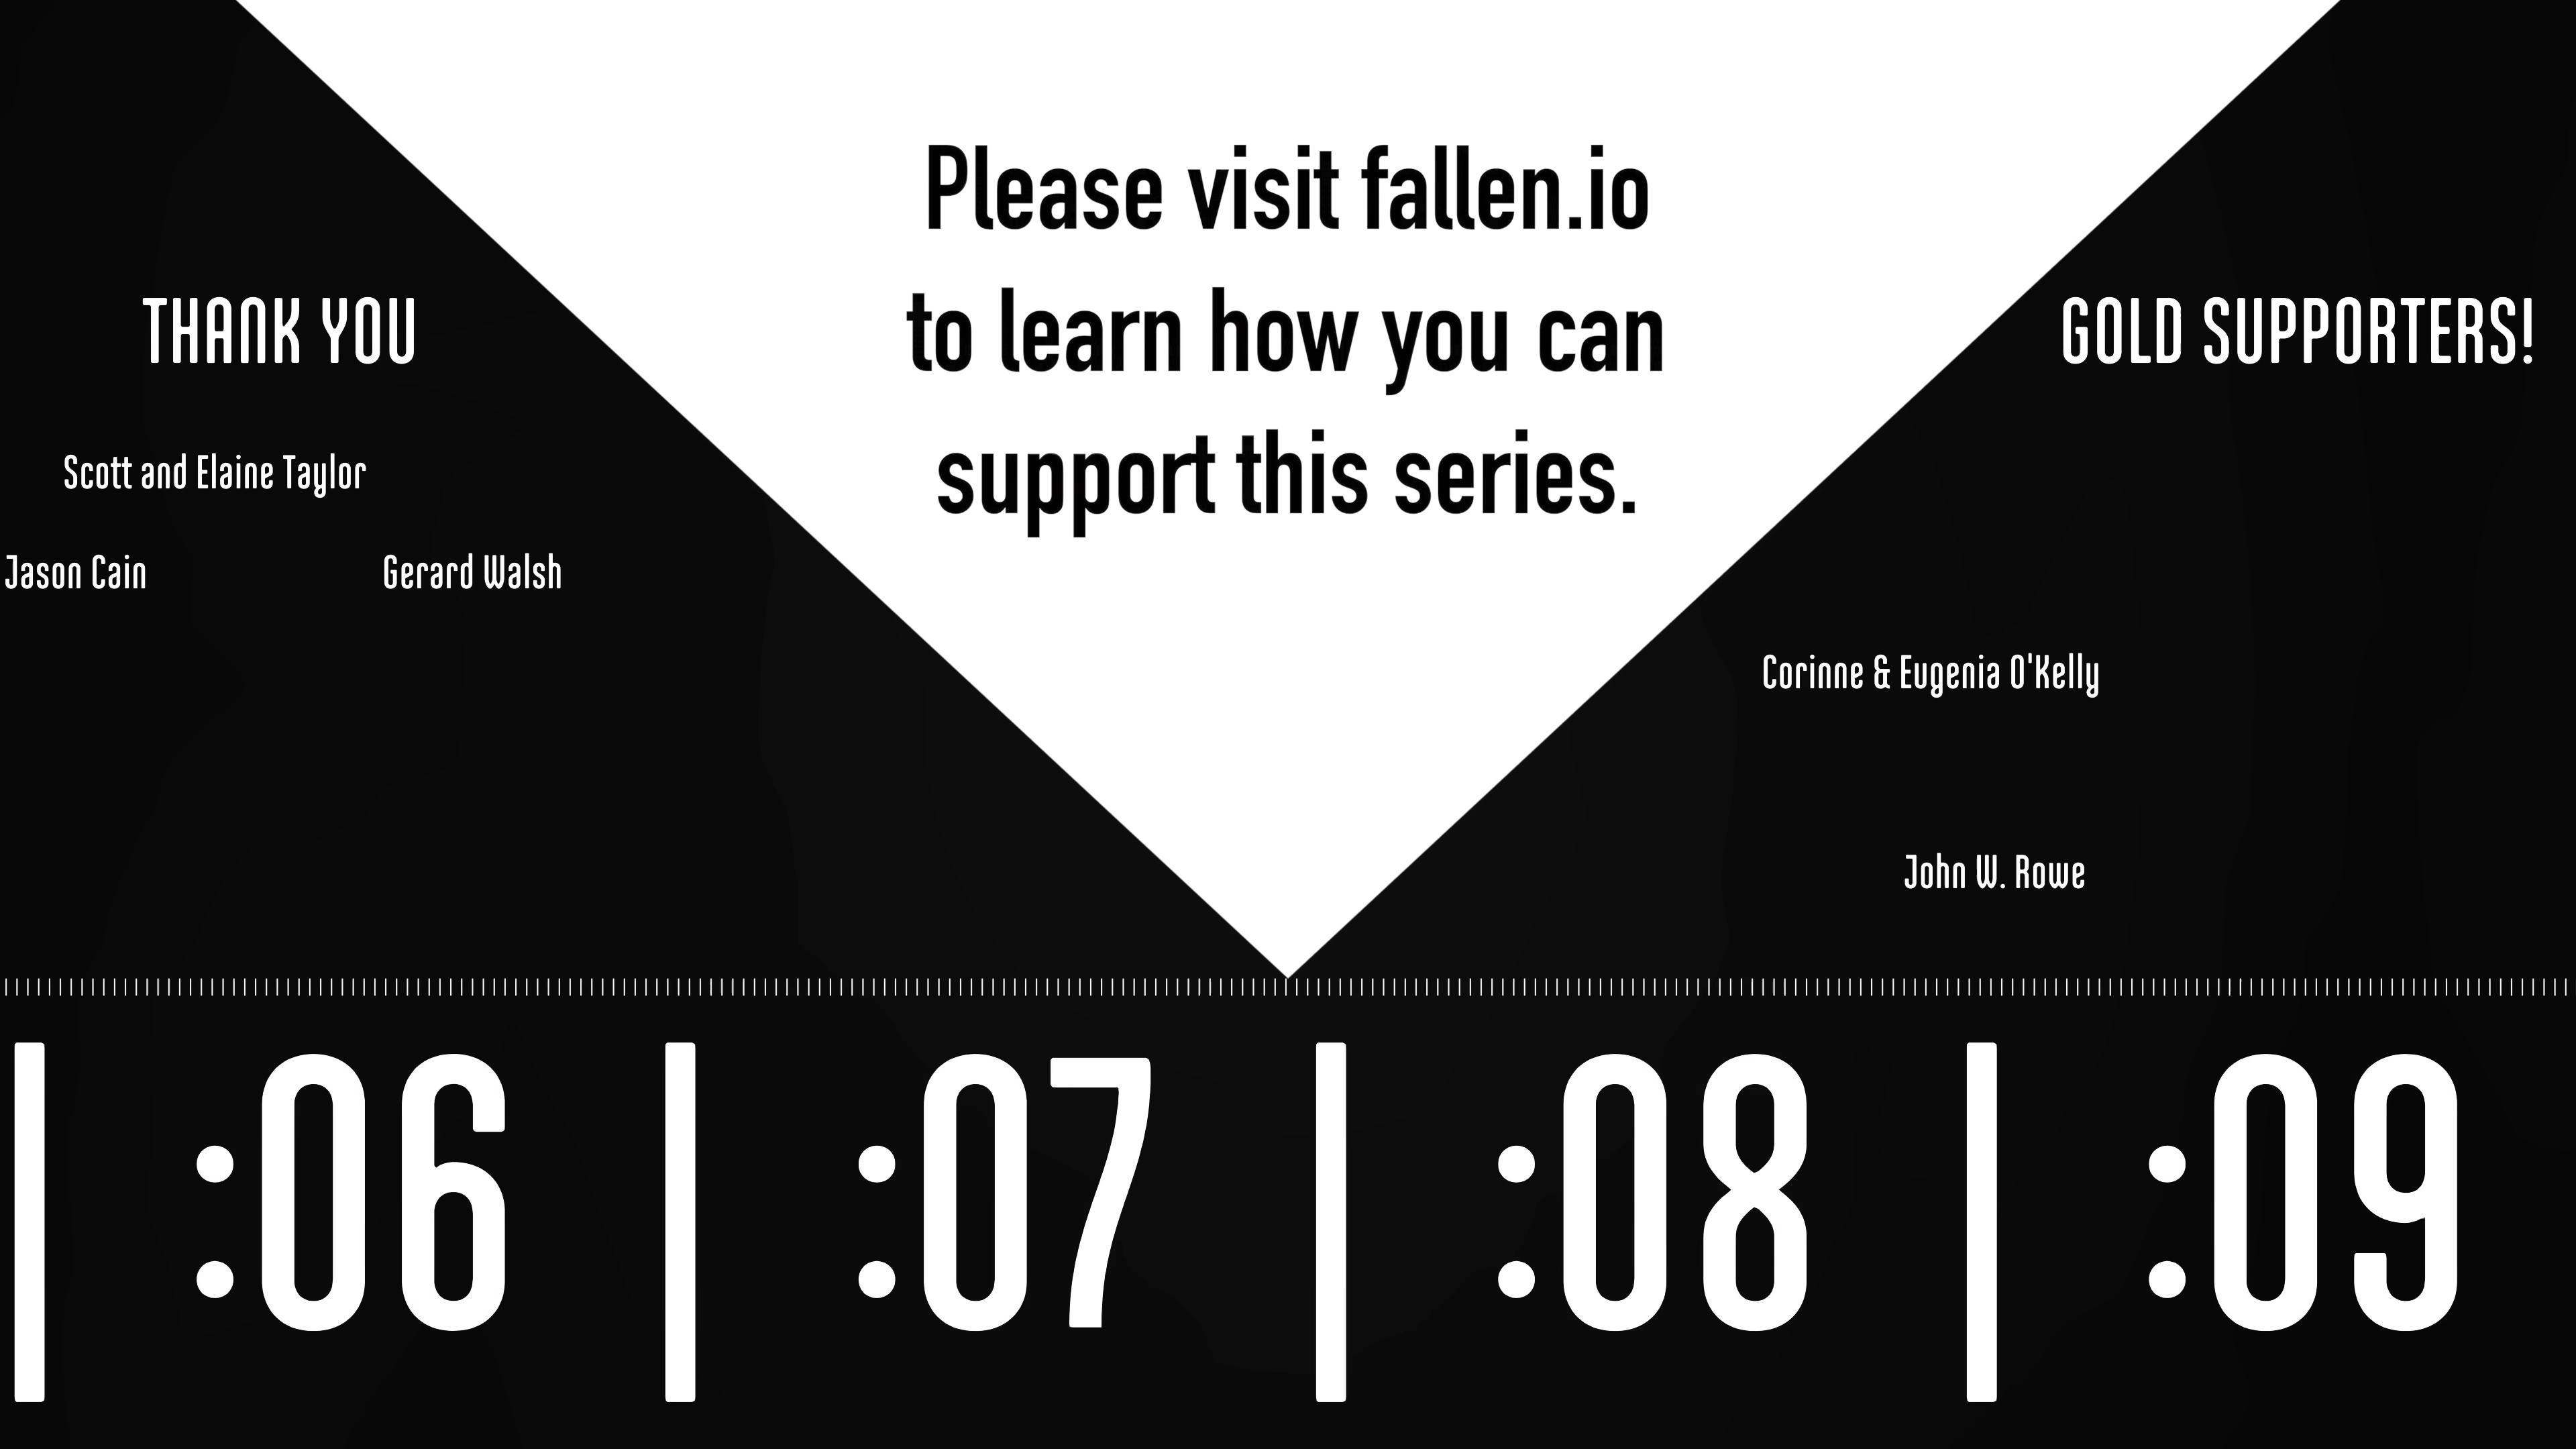 Please visit fallen.io
to learn how you can
support this series.
THANK YOU
GOLD SUPPORTERS!
Scott and Elaine Taylor
Jason Cain
Gerard Walsh
Corinne & Eugenia O'Kelly
John W. Rowe
:06
:07
:08
:09